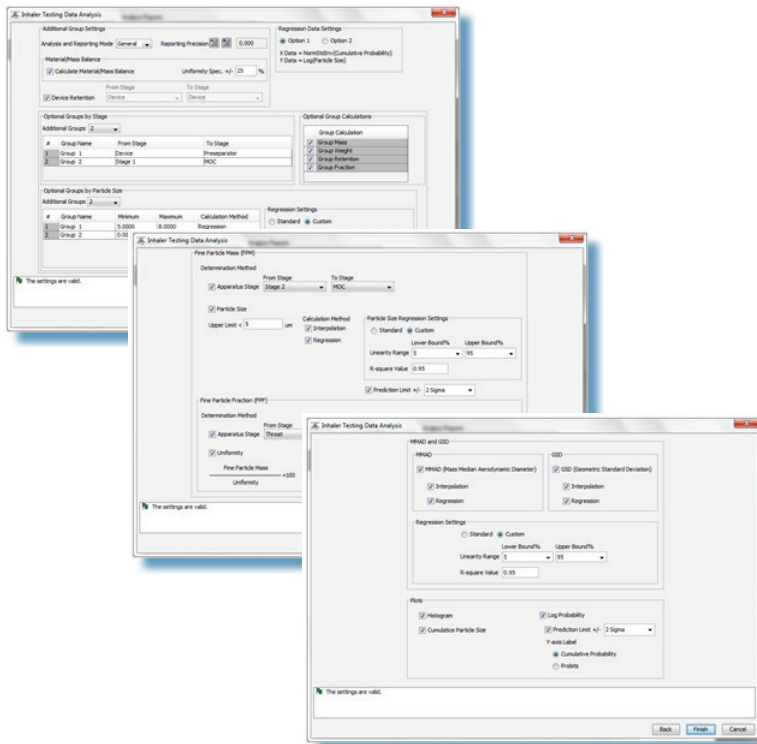 Inhaler Testing Data Analysis
Additional Group Settings
Analysis and Reporting Mode General Reporting Precision 0.000
Material/Mass Balance
Calculate Material/Mass Balance Uniformity Spec. +/- 25 %
From Stage To Stage
Device Retention Device Device
Regression Data Settings
Option 1 Option 2
X Data = NormStdInv(Cumulative Probability)
Y Data = Log(Particle Size)
Optional Groups by Stage
Additional Groups 2
# Group Name From Stage To Stage
1 Group 1 Device Preseparator
2 Group 2 Stage 1 MOC
Optional Group Calculations
Group Calculation
Group Mass
Group Weight
Group Retention
Group Fraction
Optional Groups by Particle Size
Additional Groups 2
# Group Name Minimum Maximum Calculation Method
1 Group 1 5.0000 8.0000 Regression
2 Group 2 0.00
Regression Settings
Standard Custom
The settings are valid.
Inhaler Testing Data Analysis
Fine Particle Mass (FPM)
Determination Method
From Stage To Stage
Apparatus Stage Stage 2 MOC
Particle Size
Upper Limit < 5 um
Calculation Method
Interpolation
Regression
Particle Size Regression Settings
Standard Custom
Lower Bound% Upper Bound%
Linearity Range 5 95
R-square Value 0.95
Prediction Limit +/- 2 Sigma
Fine Particle Fraction (FPF)
Determination Method
From Stage
Apparatus Stage Throat
Uniformity
Fine Particle Mass
×100
Uniformity
The settings are valid.
Inhaler Testing Data Analysis
MMAD and GSD
MMAD
MMAD (Mass Median Aerodynamic Diameter)
Interpolation
Regression
GSD
GSD (Geometric Standard Deviation)
Interpolation
Regression
Regression Settings
Standard Custom
Lower Bound% Upper Bound%
Linearity Range 5 95
R-square Value 0.95
Plots
Histogram Log Probability
Cumulatice Particle Size Prediction Limit +/- 2 Sigma
Y-axis Label
Cumulative Probability
Probits
The settings are valid.
Back Finish Cancel